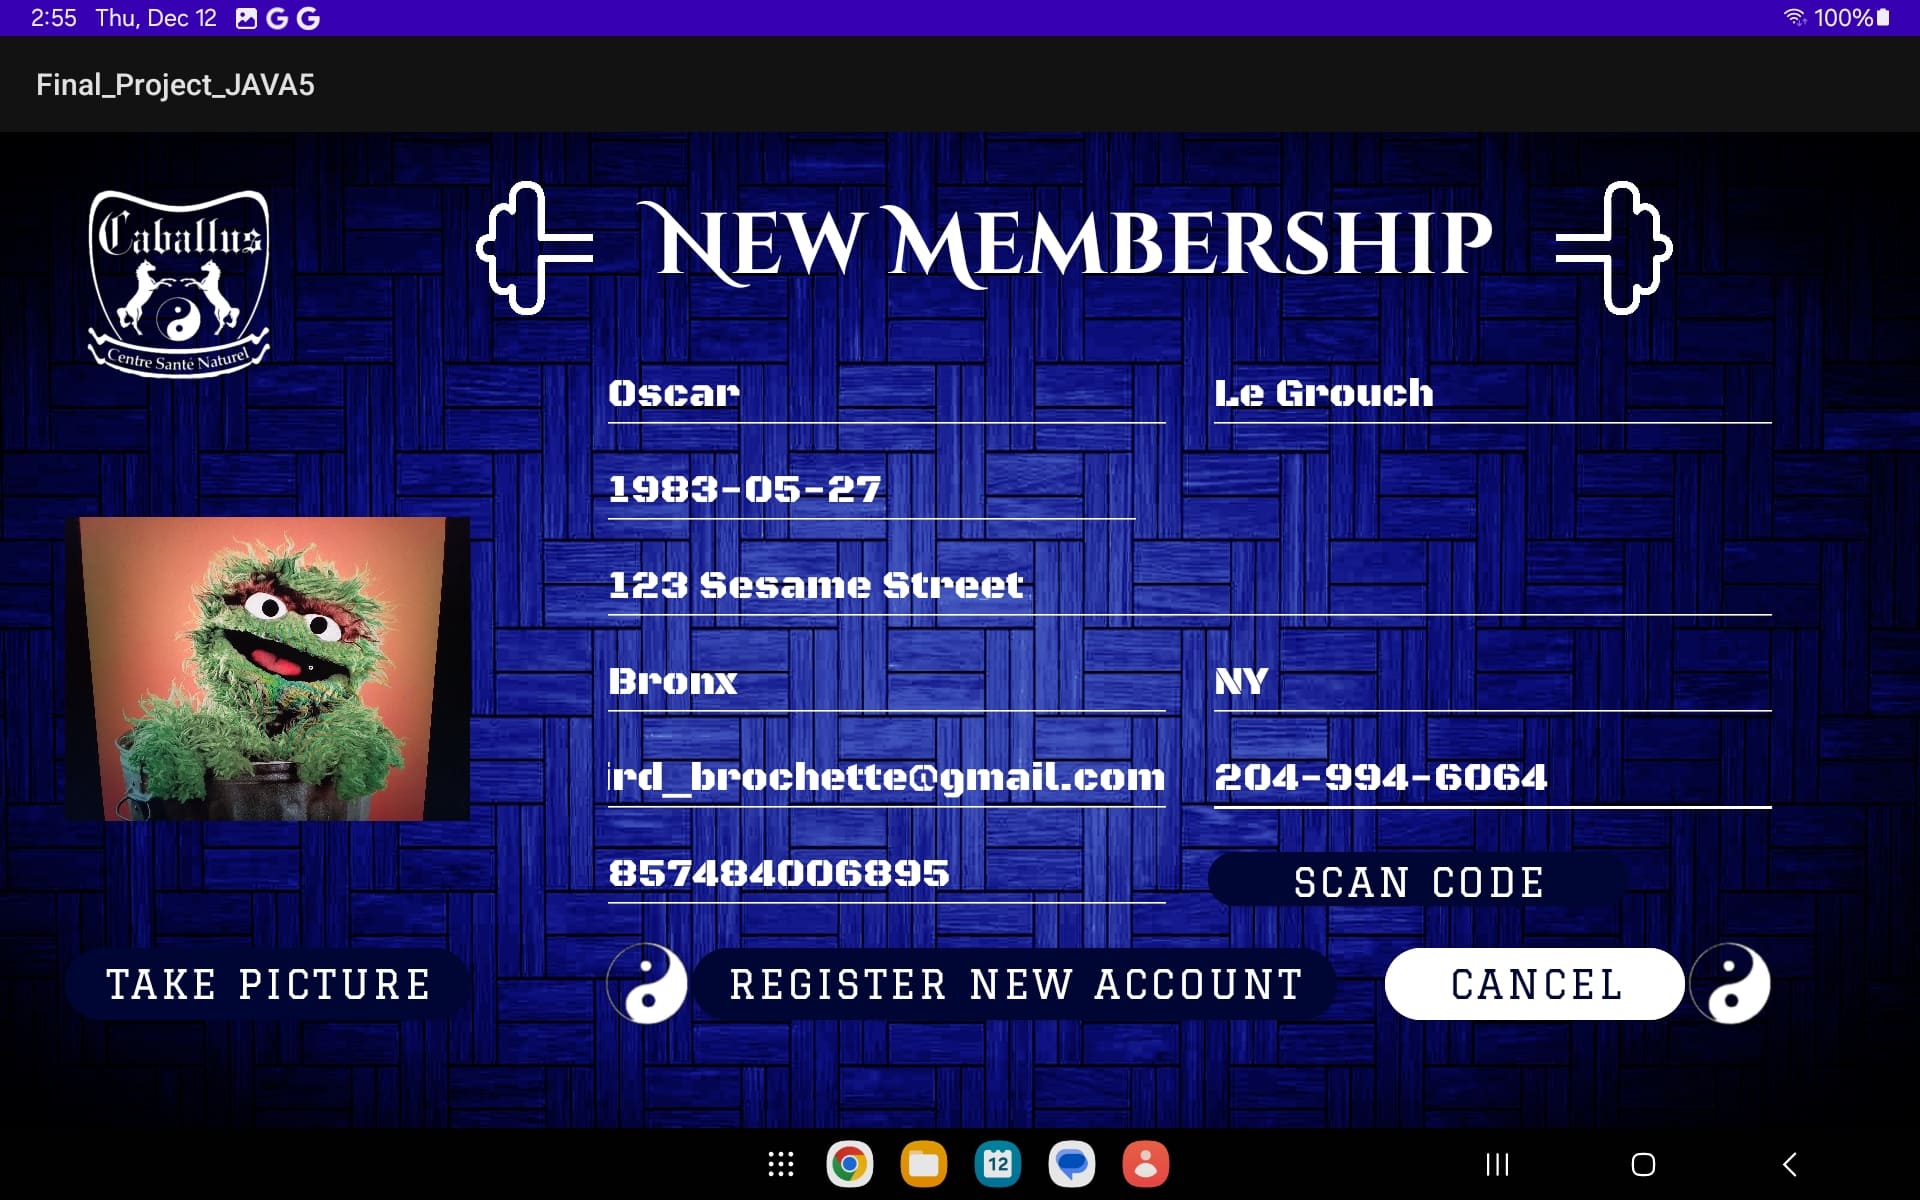 2:55 Thu, Dec 12 G G 100%
Final_Project_JAVA5
Caballus
Centre Santé Naturel
NEW MEMBERSHIP
Oscar Le Grouch
1983-05-27
123 Sesame Street
Bronx NY
ird_brochette@gmail.com 204-994-6064
857484006895 SCAN CODE
TAKE PICTURE REGISTER NEW ACCOUNT CANCEL
12